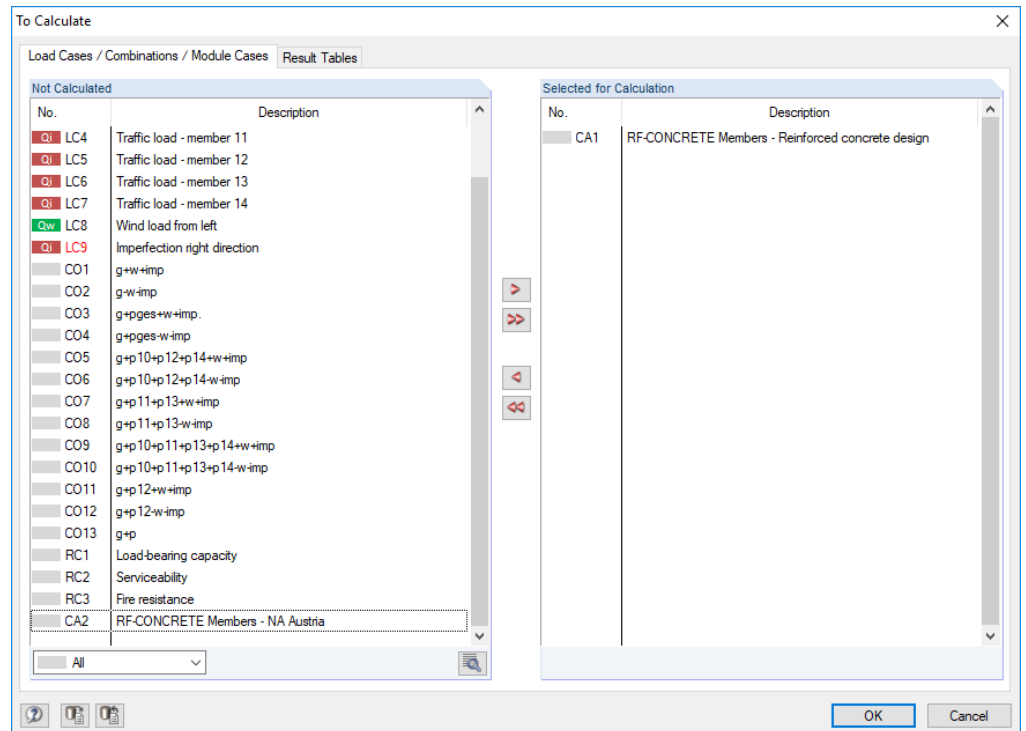 To Calculate
Load Cases / Combinations / Module Cases Result Tables
Not Calculated
No. Description
Qi LC4 Traffic load - member 11
Qi LC5 Traffic load - member 12
Qi LC6 Traffic load - member 13
Qi LC7 Traffic load - member 14
Qw LC8 Wind load from left
Qi LC9 Imperfection right direction
CO1 g+w+imp
CO2 g-w-imp
CO3 g+pges+w+imp.
CO4 g+pges-w-imp
CO5 g+p10+p12+p14+w+imp
CO6 g+p10+p12+p14-w-imp
CO7 g+p11+p13+w+imp
CO8 g+p11+p13-w-imp
CO9 g+p10+p11+p13+p14+w+imp
CO10 g+p10+p11+p13+p14-w-imp
CO11 g+p12+w+imp
CO12 g+p12-w-imp
CO13 g+p
RC1 Load-bearing capacity
RC2 Serviceability
RC3 Fire resistance
CA2 RF-CONCRETE Members - NA Austria
All
Selected for Calculation
No. Description
CA1 RF-CONCRETE Members - Reinforced concrete design
OK Cancel